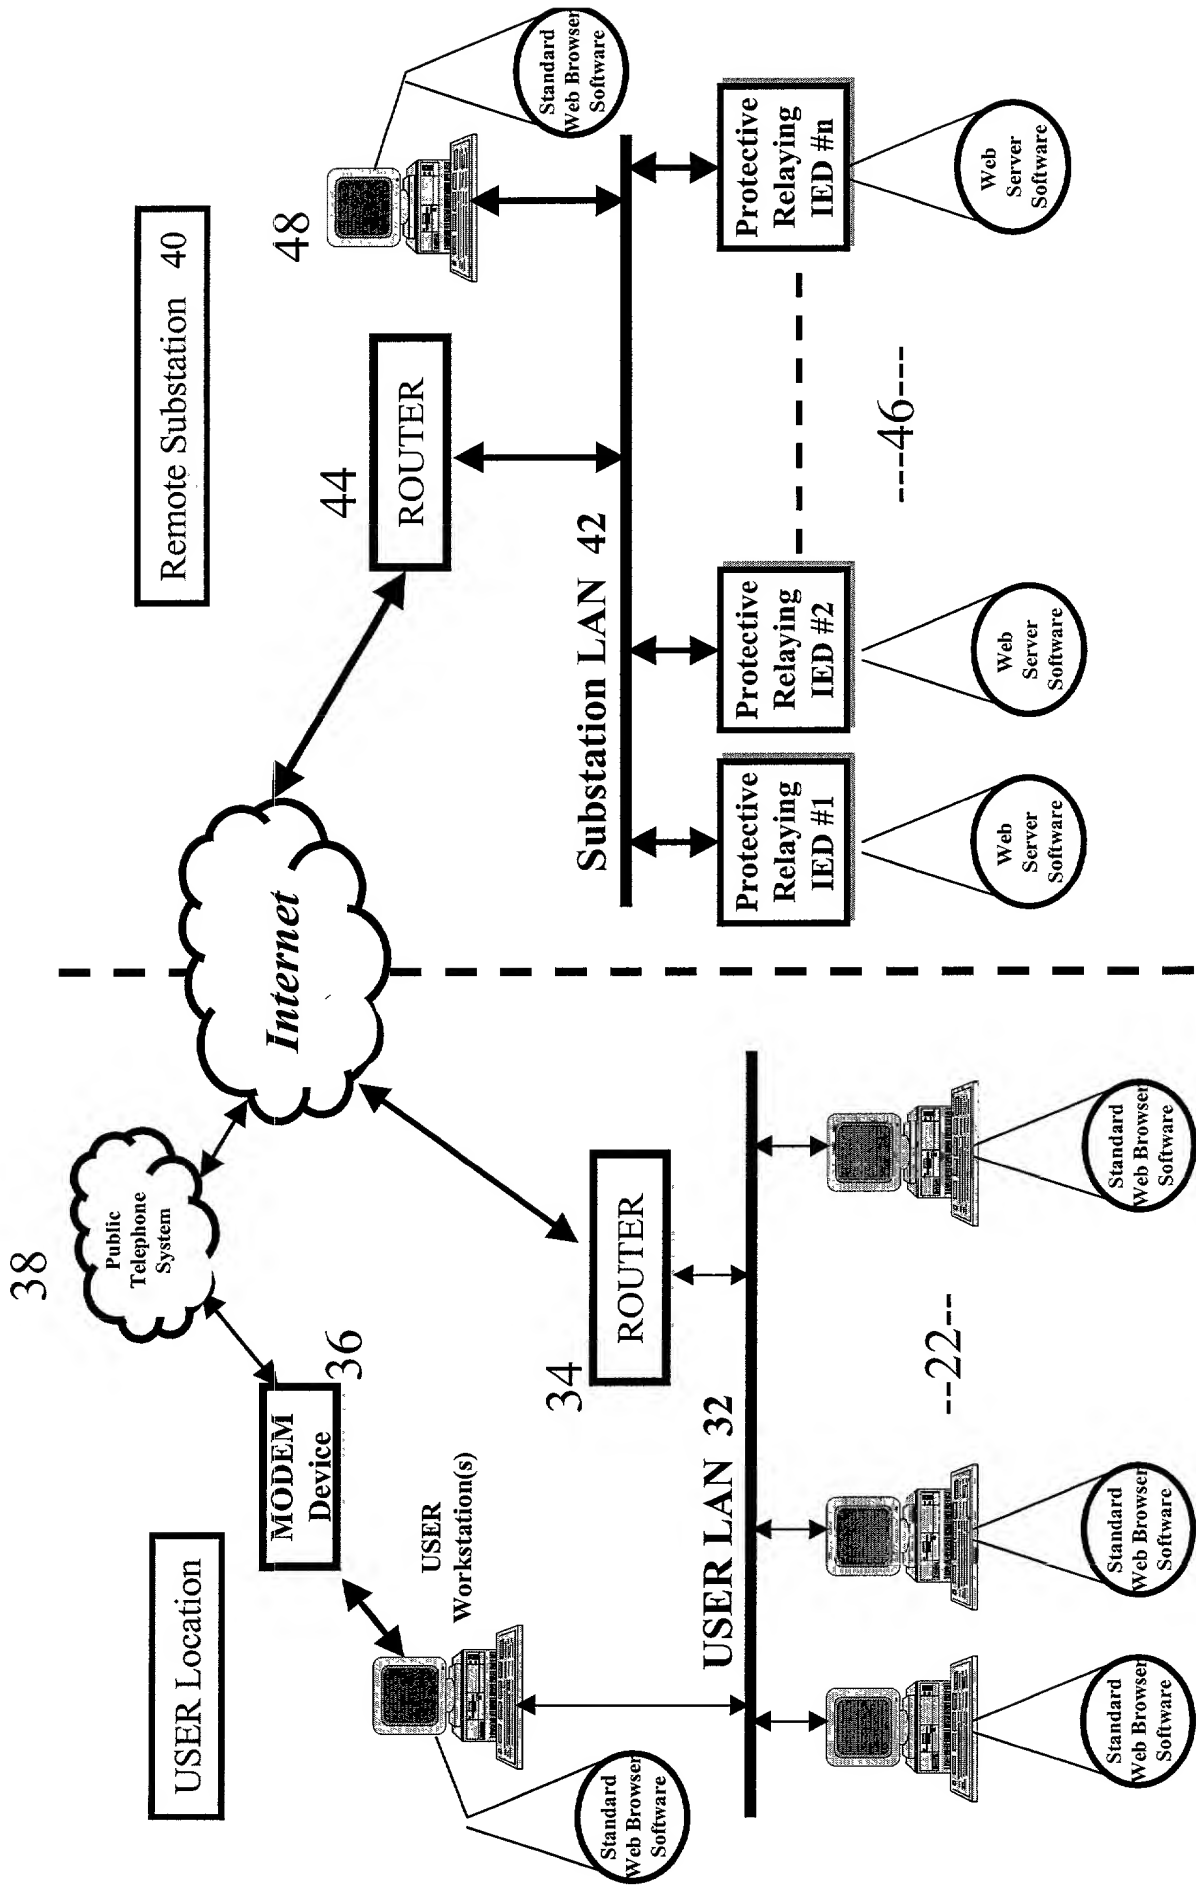 USER Location
Remote Substation 40
38
Public
Telephone
System
MODEM
Device
36
USER
Workstation(s)
Standard
Web Browser
Software
Internet
34
ROUTER
USER LAN 32
Standard
Web Browser
Software
Standard
Web Browser
Software
--22--
Standard
Web Browser
Software
44
ROUTER
48
Standard
Web Browser
Software
Substation LAN 42
Protective
Relaying
IED #1
Protective
Relaying
IED #2
Protective
Relaying
IED #n
----46---
Web
Server
Software
Web
Server
Software
Web
Server
Software